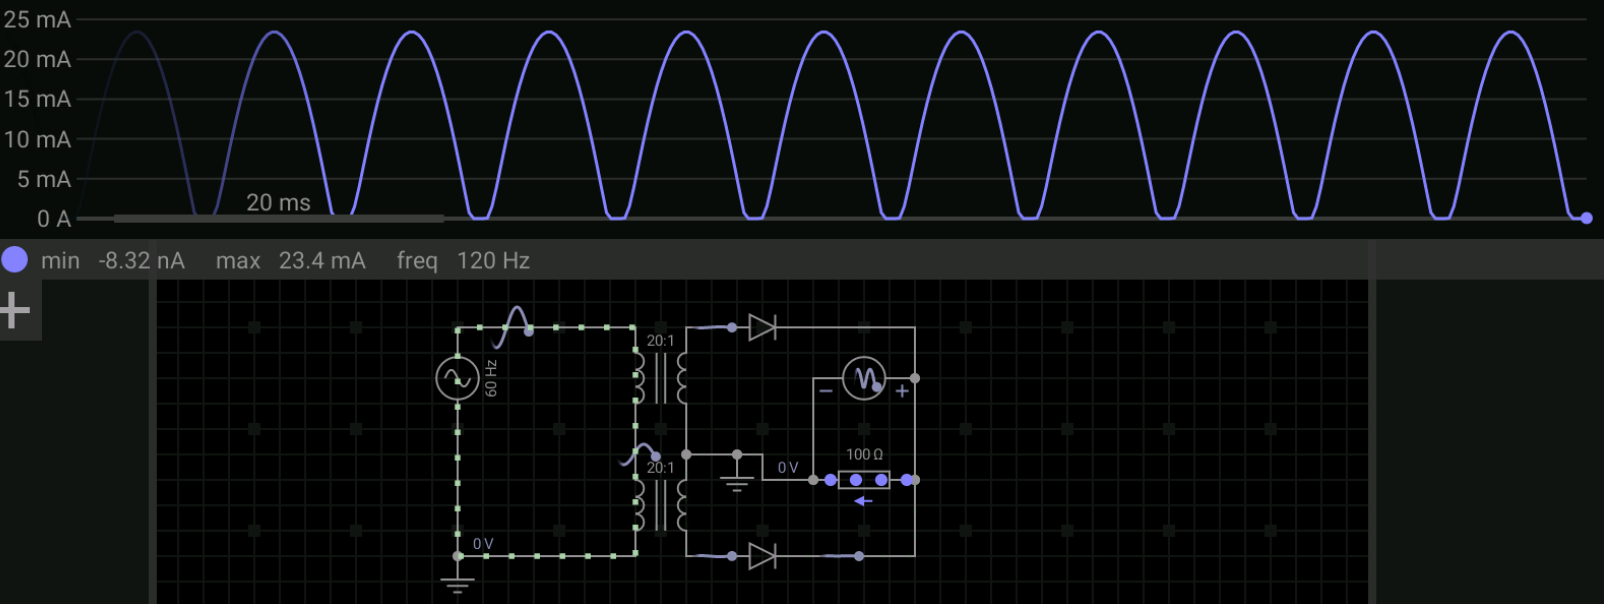 25 mA
20 mA
15 mA
10 mA
5 mA
20 ms
0 A
min -8.32 nA max 23.4 mA freq 120 Hz
+
20:1
60 Hz
− +
100 Ω
20:1
0 V
0 V